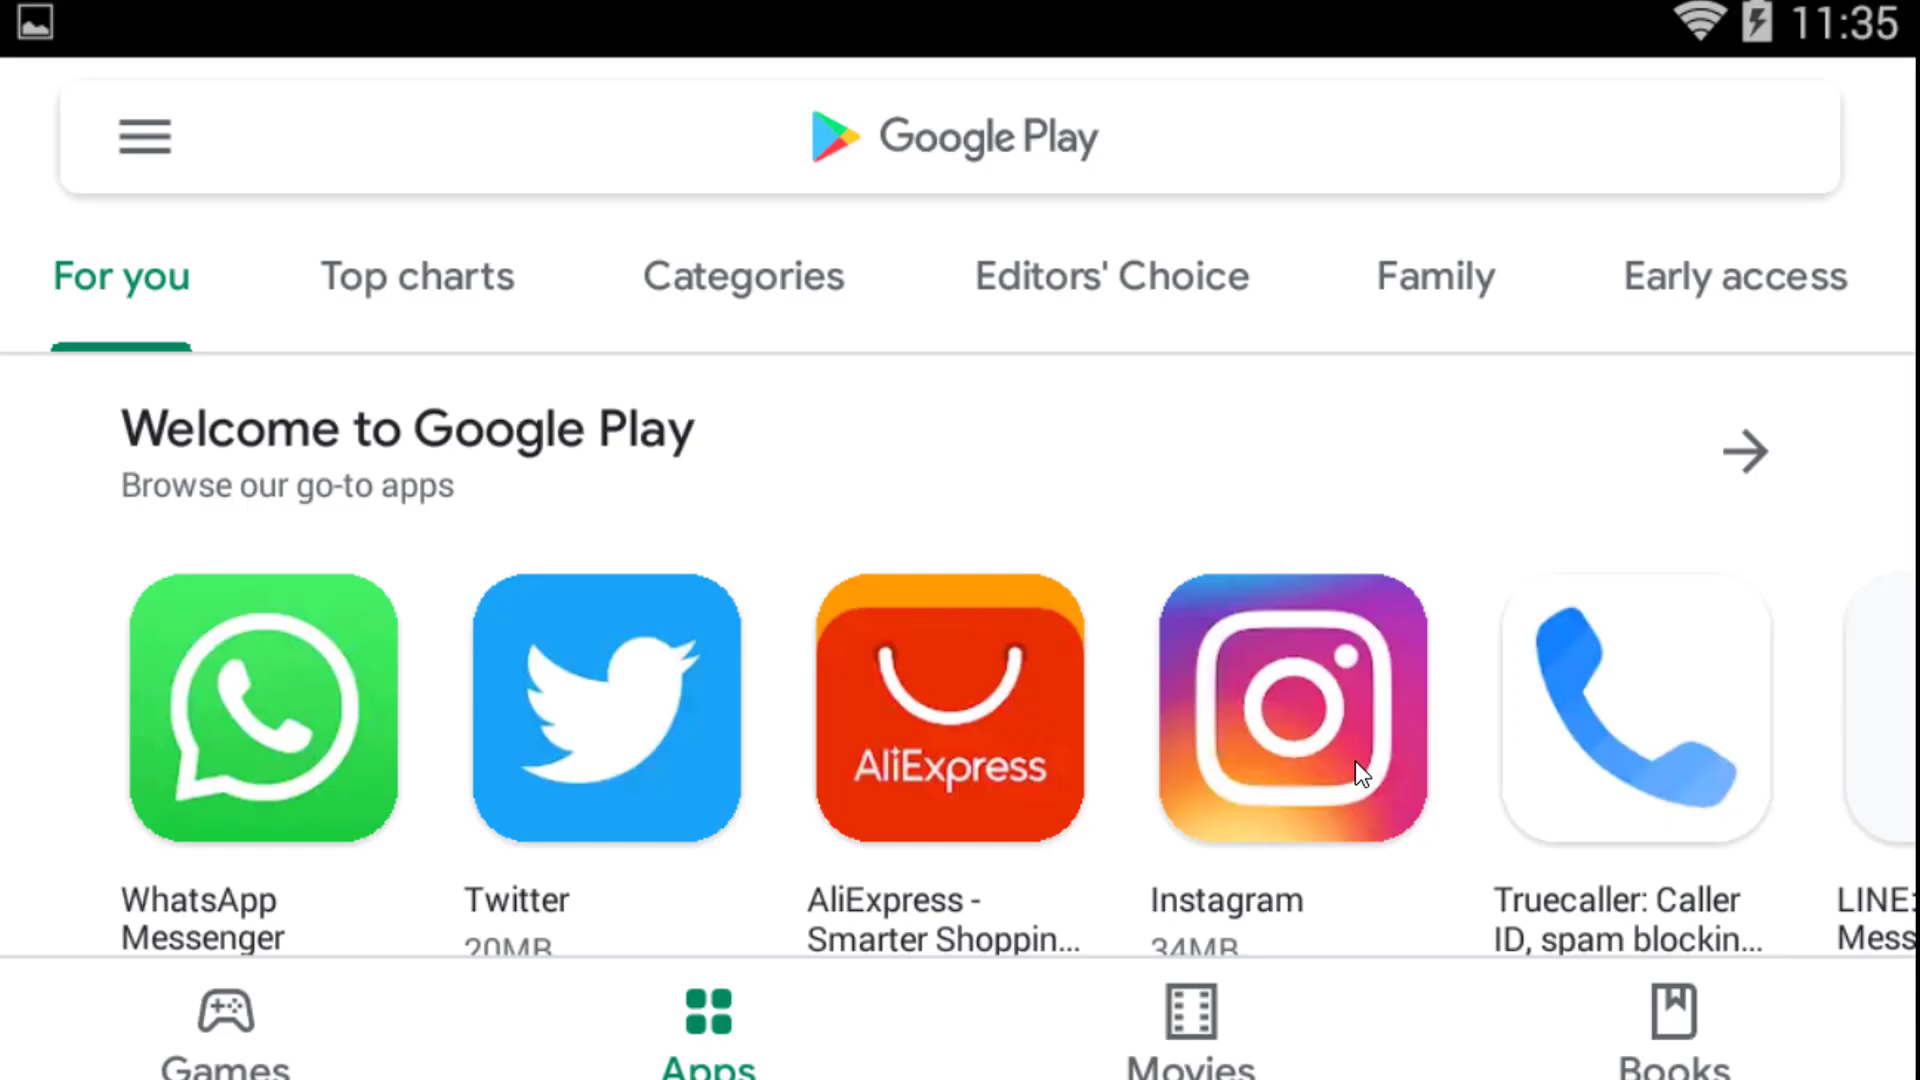 11:35
Google Play
For you Top charts Categories Editors' Choice Family Early access
Welcome to Google Play
Browse our go-to apps
AliExpress
WhatsApp Messenger
Twitter
20MB
AliExpress -
Smarter Shoppin...
Instagram
34MB
Truecaller: Caller
ID, spam blockin...
LINE:
Mess
Games Apps Movies Books